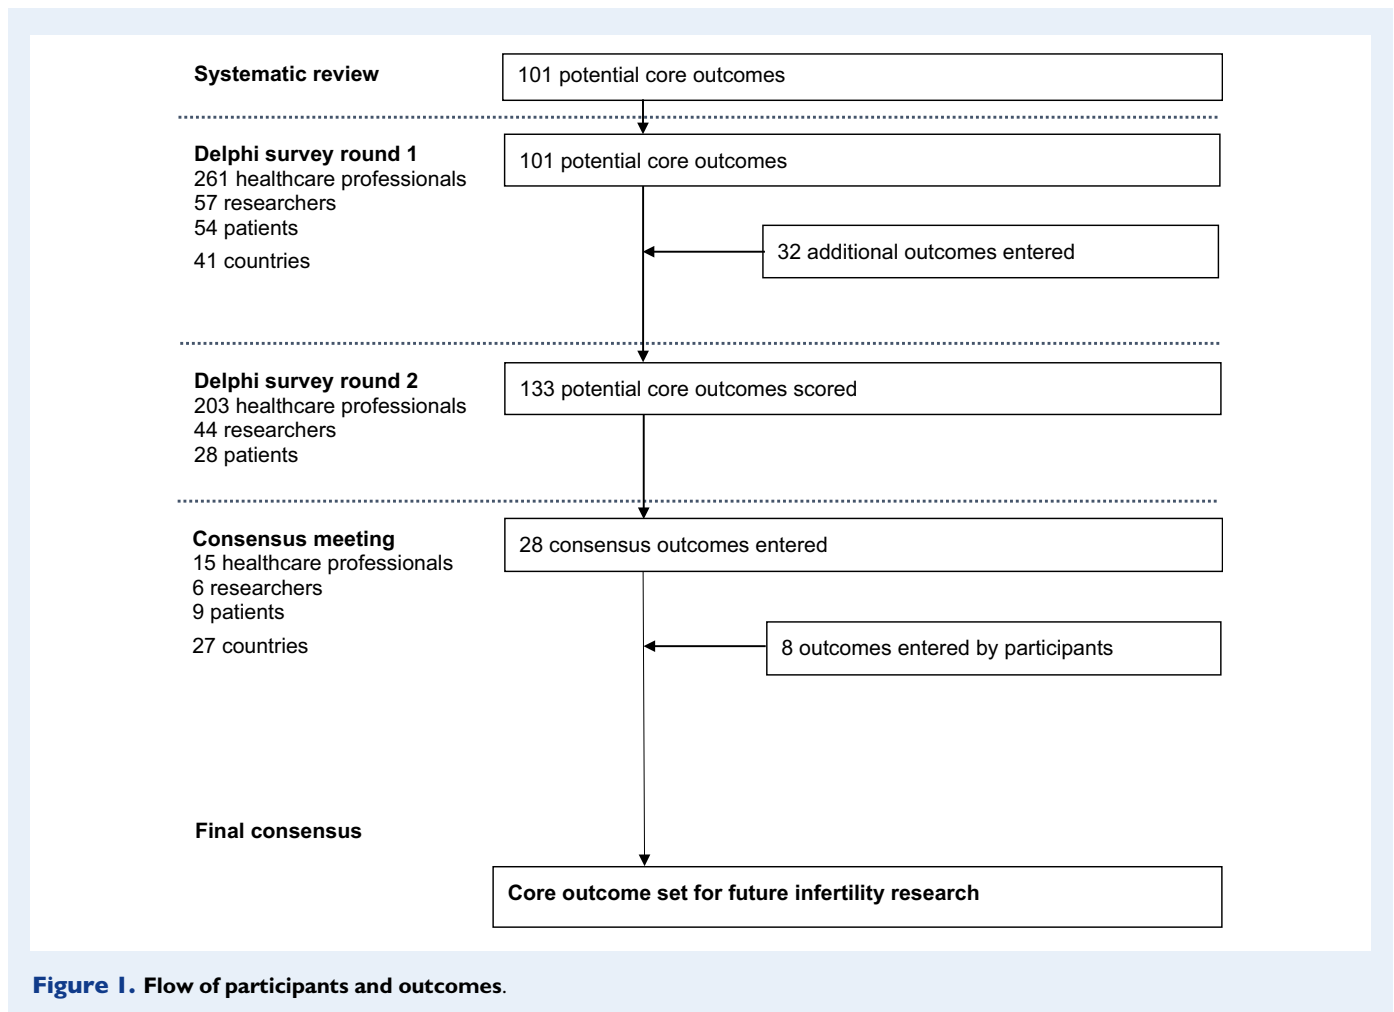 Systematic review
101 potential core outcomes
Delphi survey round 1
261 healthcare professionals
57 researchers
54 patients
41 countries
101 potential core outcomes
32 additional outcomes entered
Delphi survey round 2
203 healthcare professionals
44 researchers
28 patients
133 potential core outcomes scored
Consensus meeting
15 healthcare professionals
6 researchers
9 patients
27 countries
28 consensus outcomes entered
8 outcomes entered by participants
Final consensus
Core outcome set for future infertility research
Figure 1. Flow of participants and outcomes.